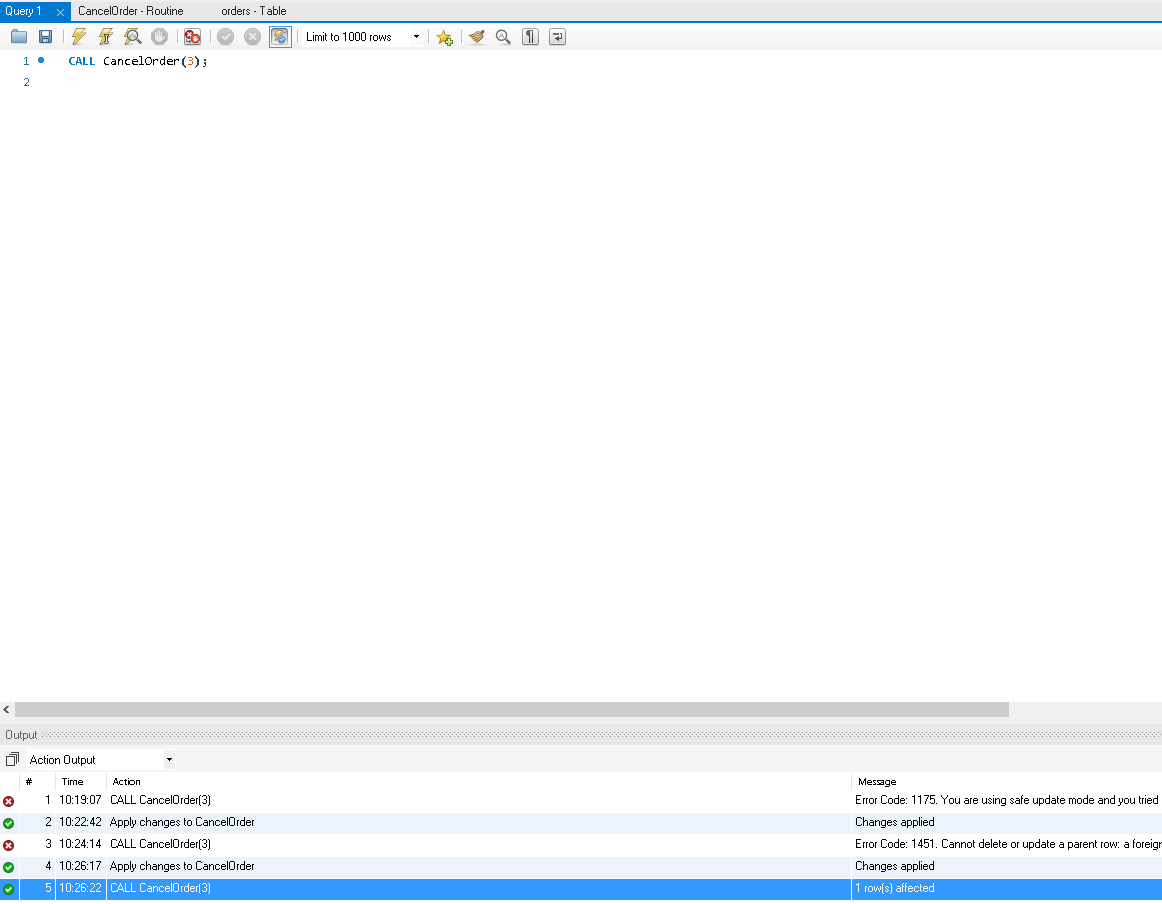 Query 1 CancelOrder - Routine orders - Table
Limit to 1000 rows
1 CALL CancelOrder(3);
2
Output
Action Output
# Time Action Message
1 10:19:07 CALL CancelOrder(3) Error Code: 1175. You are using safe update mode and you tried
2 10:22:42 Apply changes to CancelOrder Changes applied
3 10:24:14 CALL CancelOrder(3) Error Code: 1451. Cannot delete or update a parent row: a foreign
4 10:26:17 Apply changes to CancelOrder Changes applied
5 10:26:22 CALL CancelOrder(3) 1 row(s) affected